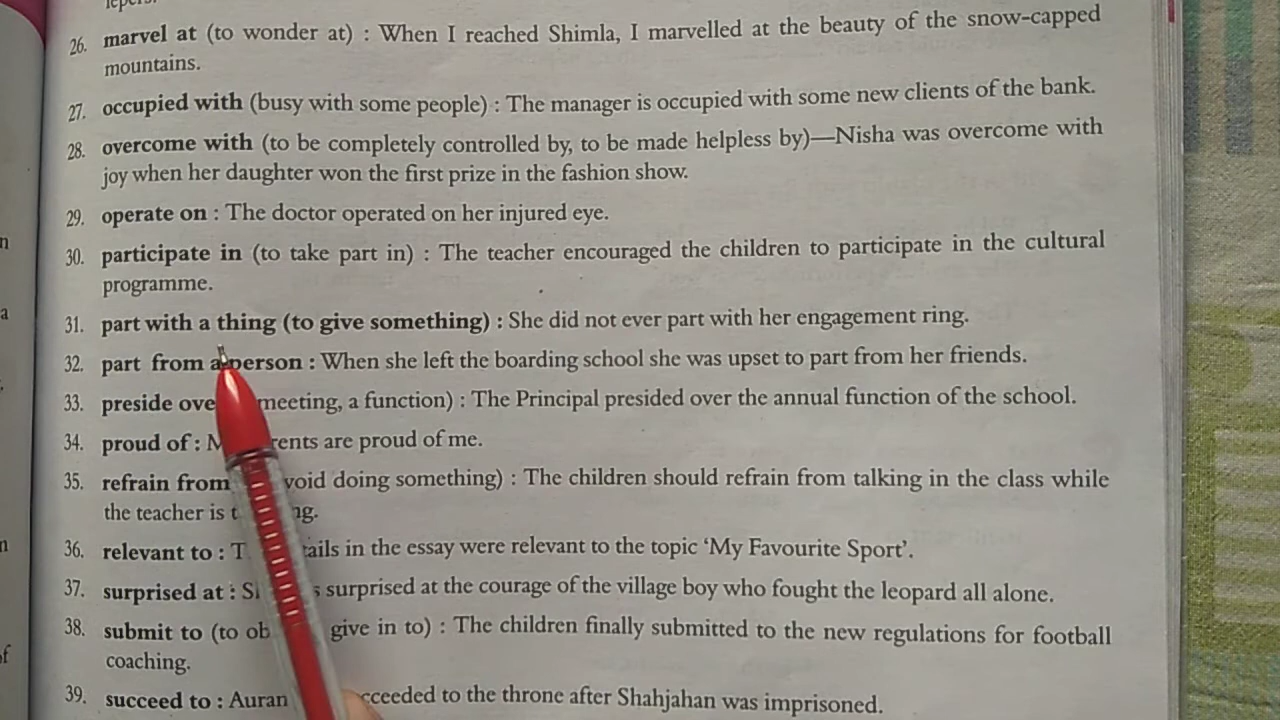 lepers.
26. marvel at (to wonder at) : When I reached Shimla, I marvelled at the beauty of the snow-capped
mountains.
27. occupied with (busy with some people) : The manager is occupied with some new clients of the bank.
28. overcome with (to be completely controlled by, to be made helpless by)—Nisha was overcome with
joy when her daughter won the first prize in the fashion show.
29. operate on : The doctor operated on her injured eye.
30. participate in (to take part in) : The teacher encouraged the children to participate in the cultural
programme.
31. part with a thing (to give something) : She did not ever part with her engagement ring.
32. part from a person : When she left the boarding school she was upset to part from her friends.
33. preside ove meeting, a function) : The Principal presided over the annual function of the school.
34. proud of : M rents are proud of me.
35. refrain from void doing something) : The children should refrain from talking in the class while
the teacher is t ng.
36. relevant to : T tails in the essay were relevant to the topic ‘My Favourite Sport’.
37. surprised at : S s surprised at the courage of the village boy who fought the leopard all alone.
38. submit to (to ob give in to) : The children finally submitted to the new regulations for football
coaching.
39. succeed to : Auran cceeded to the throne after Shahjahan was imprisoned.